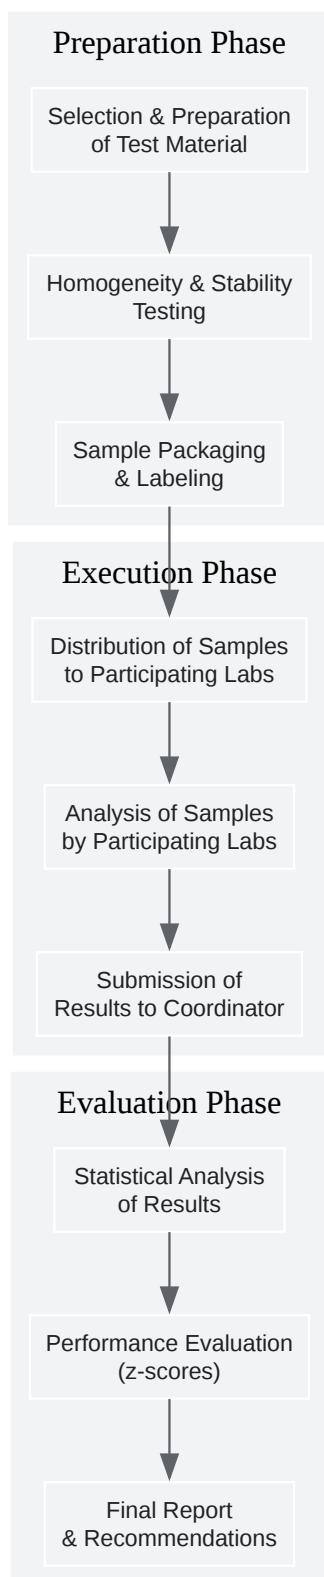 Preparation Phase
Selection & Preparation
of Test Material
Homogeneity & Stability
Testing
Sample Packaging
& Labeling
Execution Phase
Distribution of Samples
to Participating Labs
Analysis of Samples
by Participating Labs
Submission of
Results to Coordinator
Evaluation Phase
Statistical Analysis
of Results
Performance Evaluation
(z-scores)
Final Report
& Recommendations